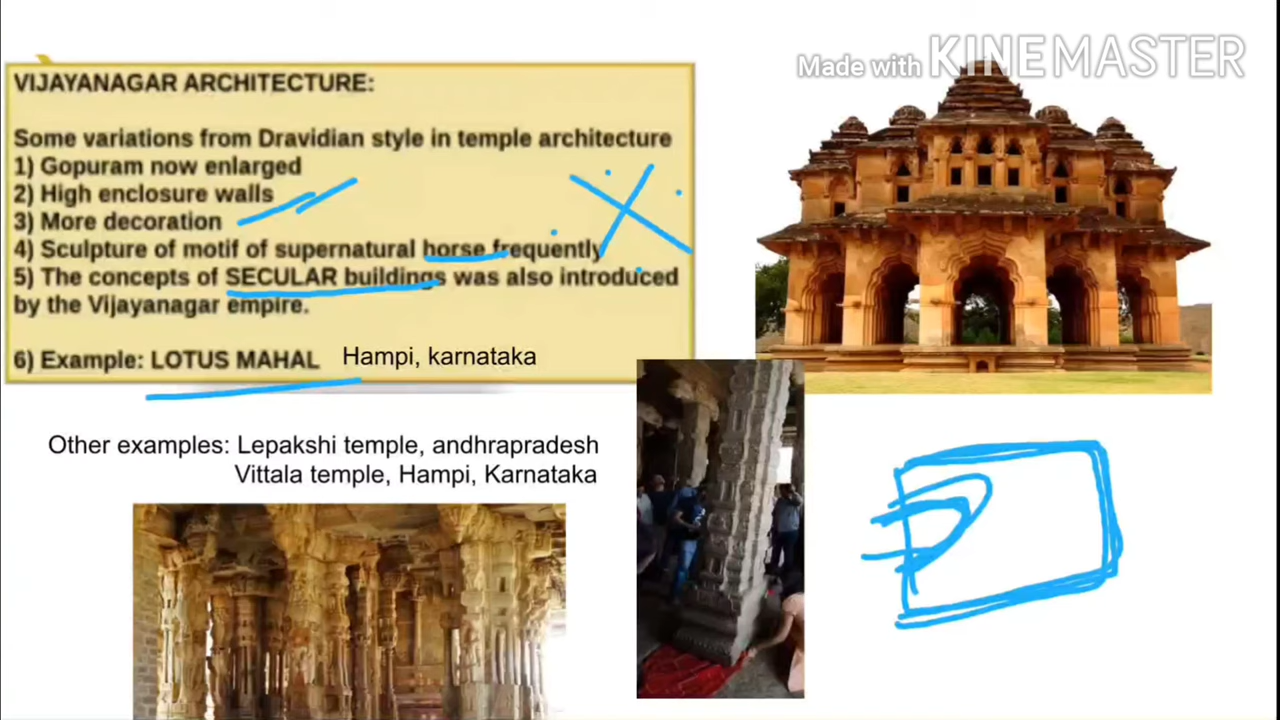 Made with KINEMASTER
VIJAYANAGAR ARCHITECTURE:
Some variations from Dravidian style in temple architecture
1) Gopuram now enlarged
2) High enclosure walls
3) More decoration
4) Sculpture of motif of supernatural horse frequently
5) The concepts of SECULAR buildings was also introduced
by the Vijayanagar empire.
6) Example: LOTUS MAHAL Hampi, karnataka
Other examples: Lepakshi temple, andhrapradesh
Vittala temple, Hampi, Karnataka